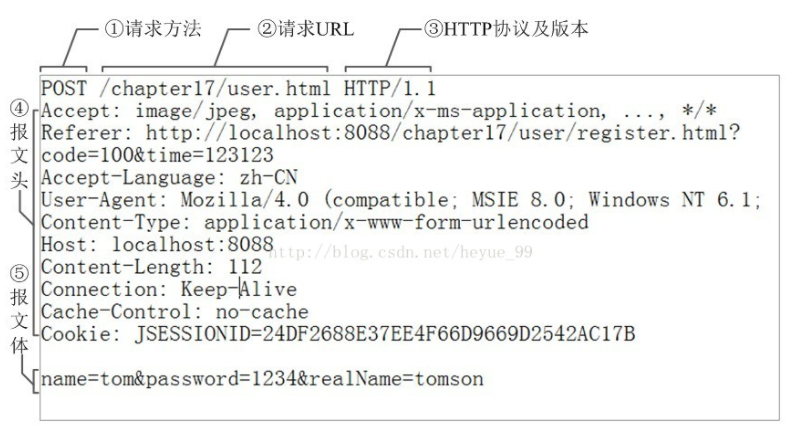 ①请求方法 ②请求URL ③HTTP协议及版本
POST /chapter17/user.html HTTP/1.1
④报文头
Accept: image/jpeg, application/x-ms-application, ..., */*
Referer: http://localhost:8088/chapter17/user/register.html?
code=100&time=123123
Accept-Language: zh-CN
User-Agent: Mozilla/4.0 (compatible; MSIE 8.0; Windows NT 6.1;
Content-Type: application/x-www-form-urlencoded
Host: localhost:8088
http://blog.csdn.net/heyue_99
Content-Length: 112
Connection: Keep-Alive
Cache-Control: no-cache
Cookie: JSESSIONID=24DF2688E37EE4F66D9669D2542AC17B
⑤报文体
name=tom&password=1234&realName=tomson